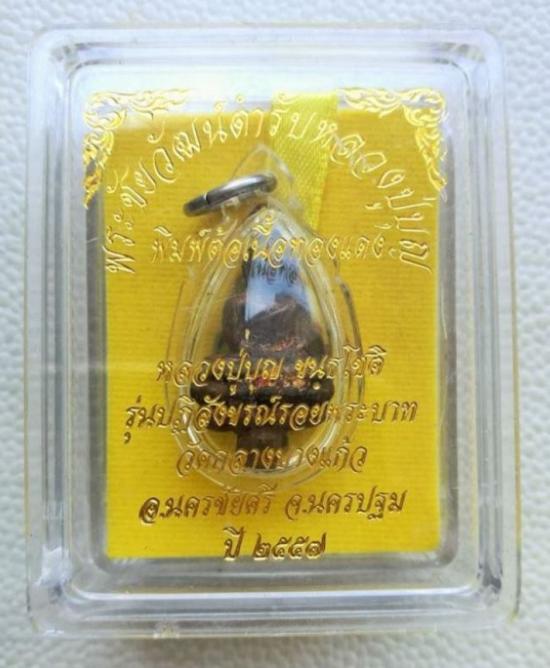 พระชัยวัฒน์ตำรับหลวงปู่บุญ
พิมพ์ต้อเนื้อทองแดง
หลวงปู่บุญ ขนฺธโชติ
รุ่นปฏิสังขรณ์รอยพระบาท
วัดกลางบางแก้ว
อ.นครชัยศรี จ.นครปฐม
ปี ๒๕๕๗